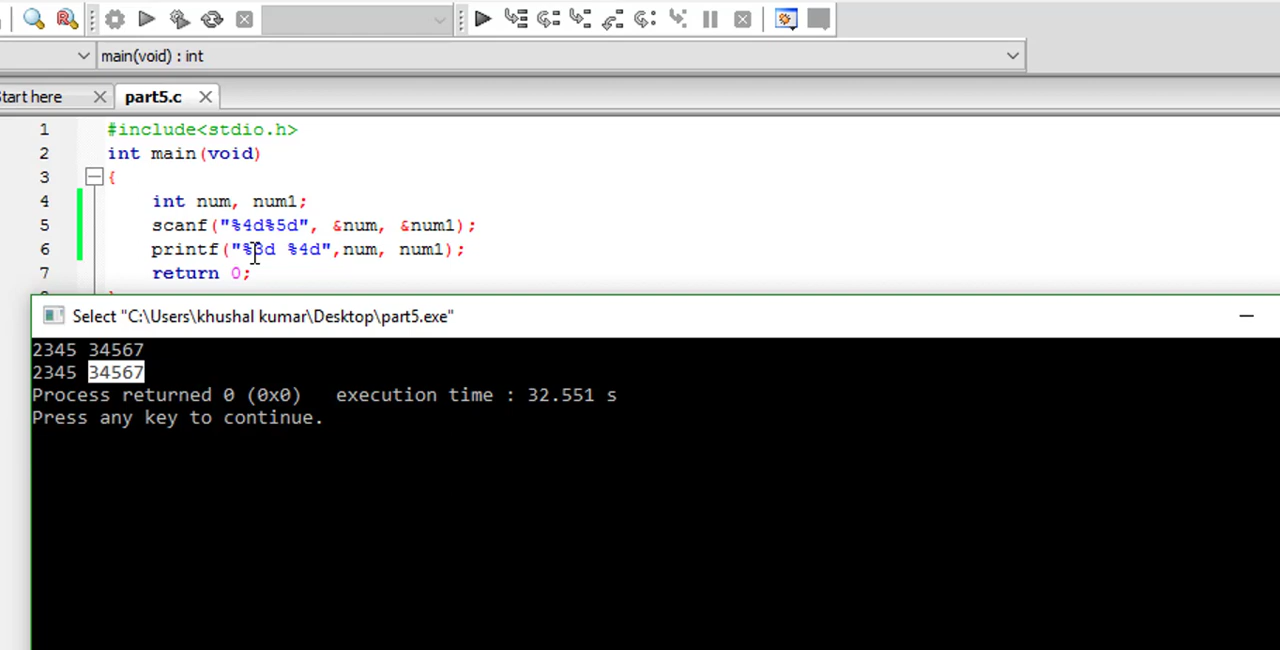 main(void) : int
Start here
part5.c
1 #include<stdio.h>
2 int main(void)
3 {
4 int num, num1;
5 scanf("%4d%5d", &num, &num1);
6 printf("%3d %4d",num, num1);
7 return 0;
Select "C:\Users\khushal kumar\Desktop\part5.exe"
2345 34567
2345 34567
Process returned 0 (0x0)   execution time : 32.551 s
Press any key to continue.